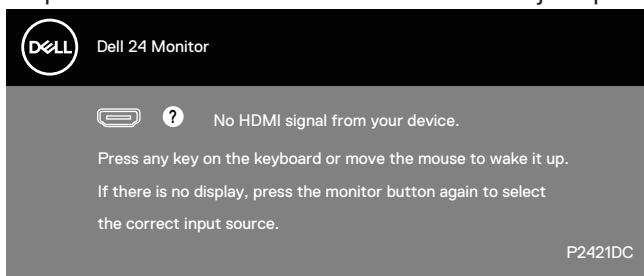 DELL
Dell 24 Monitor
? No HDMI signal from your device.
Press any key on the keyboard or move the mouse to wake it up.
If there is no display, press the monitor button again to select
the correct input source.
P2421DC